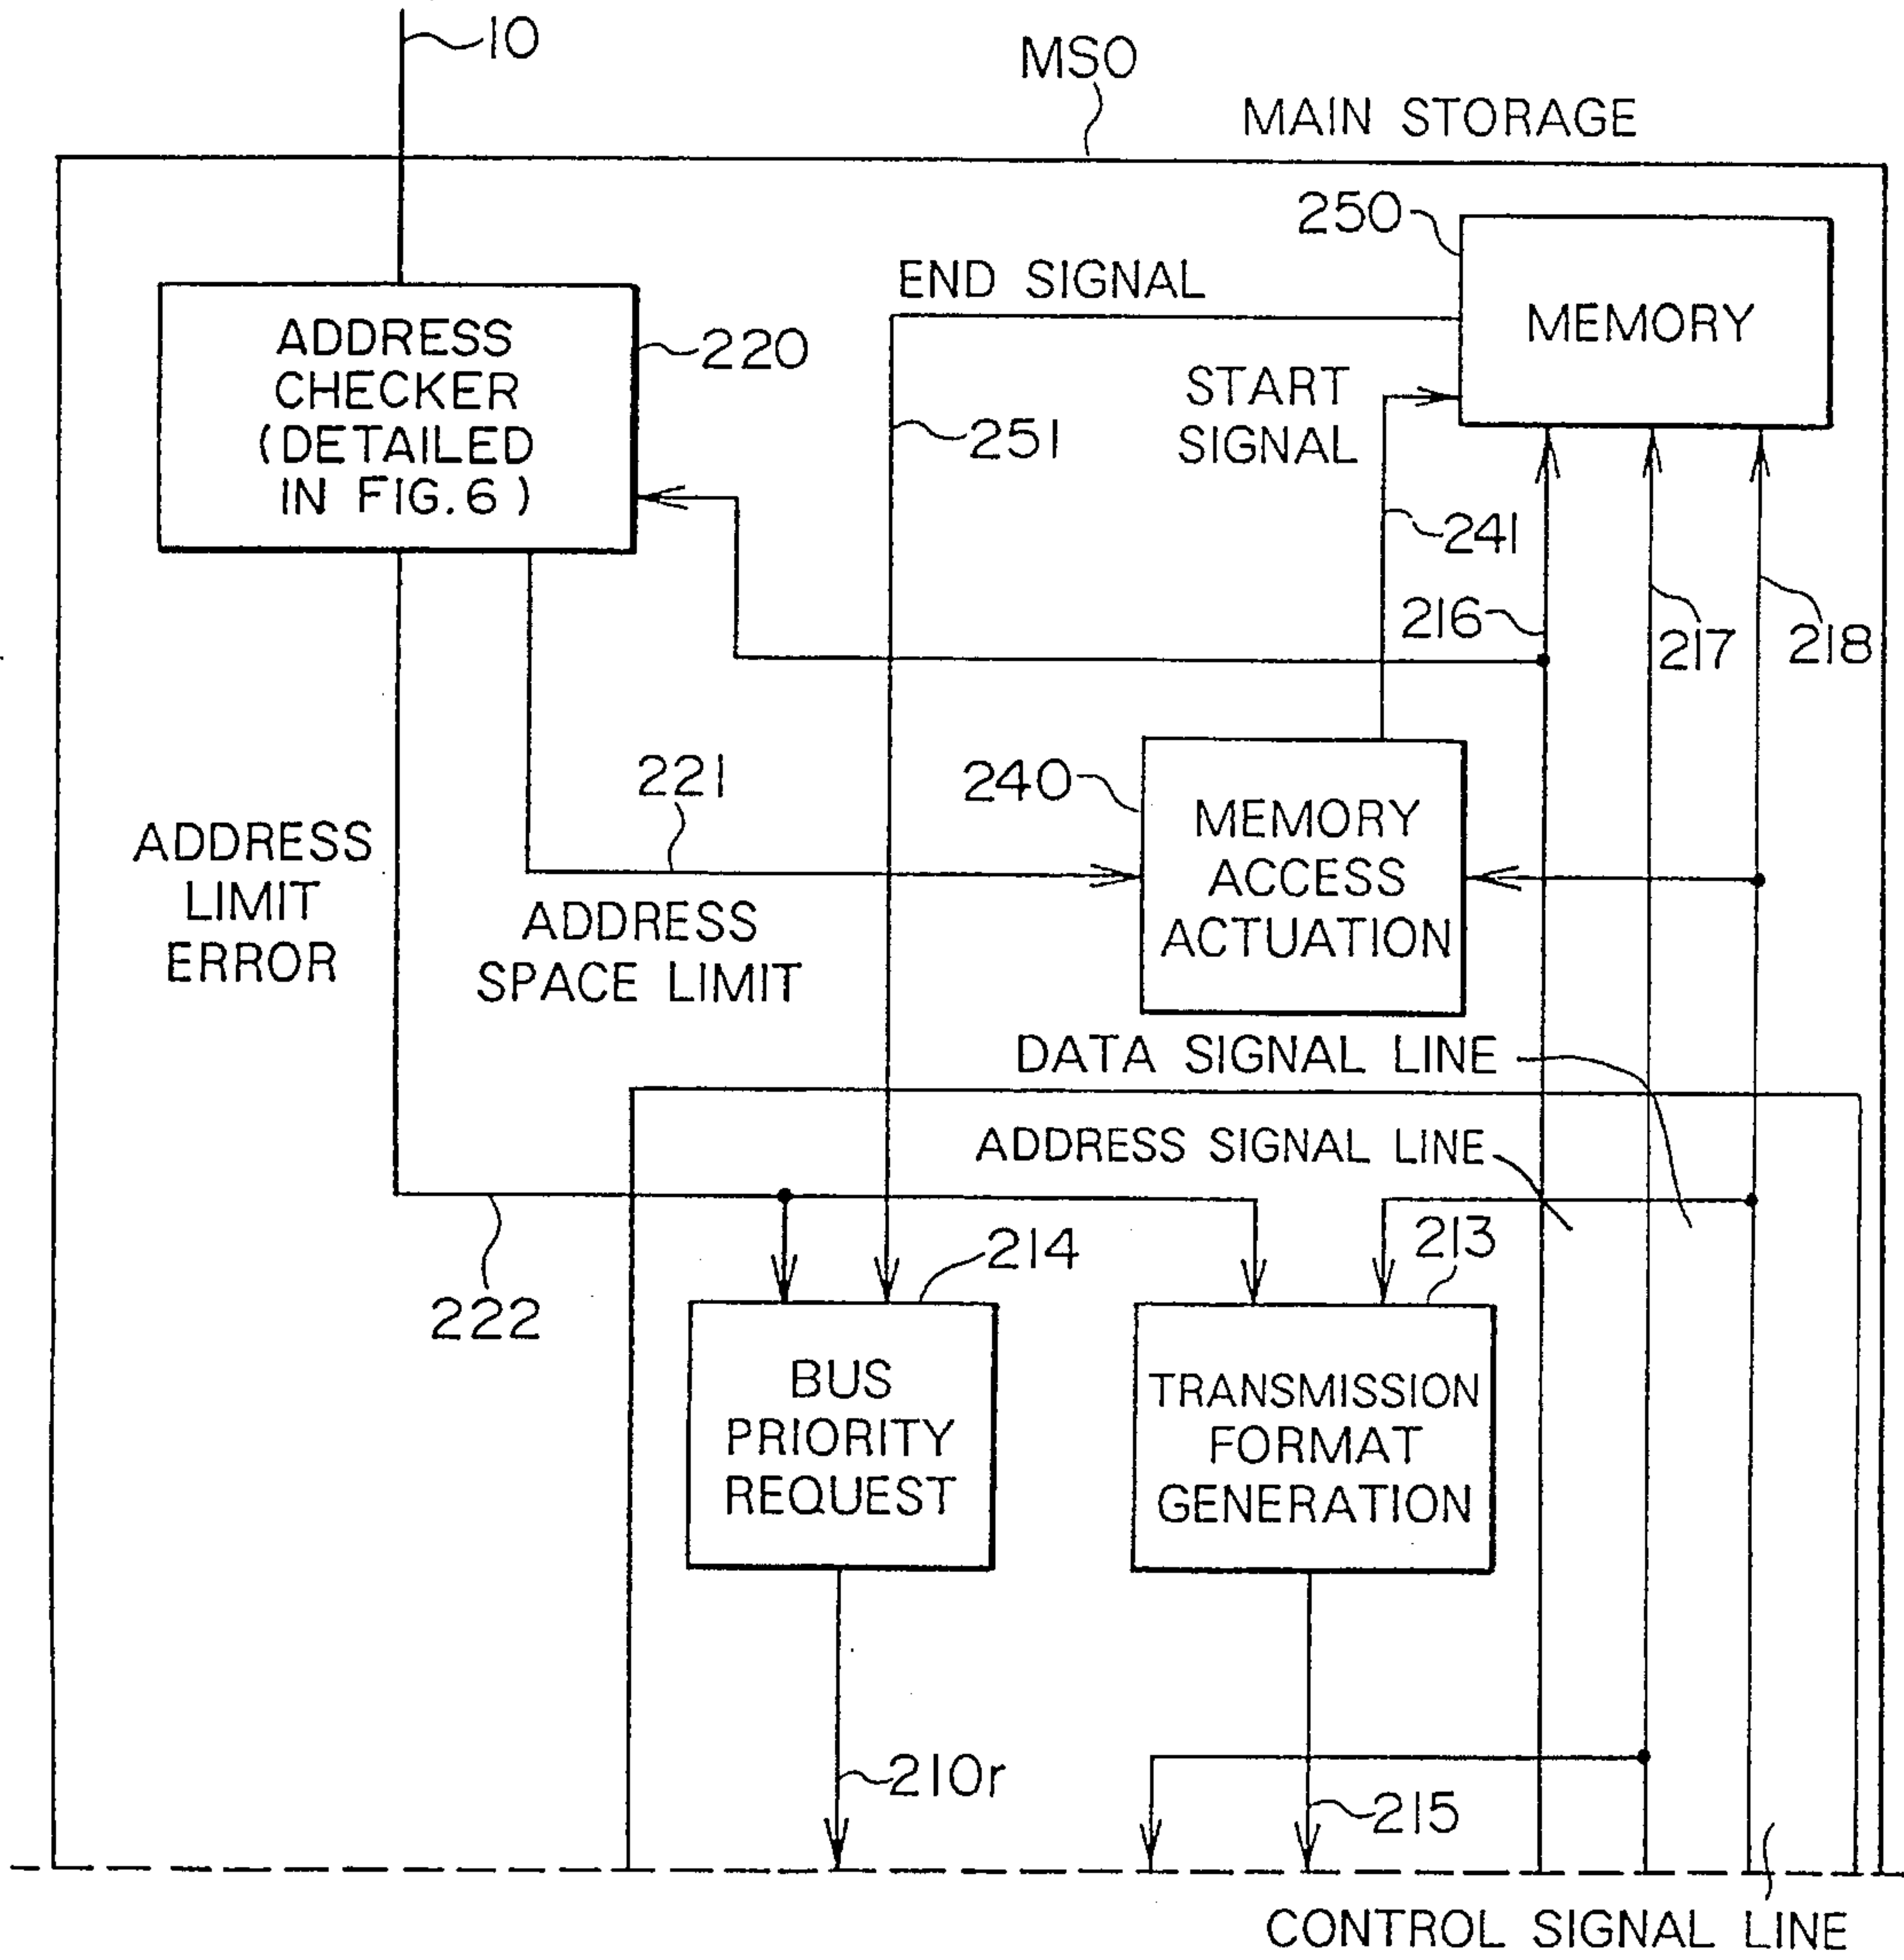 10
MS0
MAIN STORAGE
250
END SIGNAL
MEMORY
ADDRESS
CHECKER
(DETAILED
IN FIG.6)
220
START
SIGNAL
251
241
216
217
218
221
240
MEMORY
ACCESS
ACTUATION
ADDRESS
LIMIT
ERROR
ADDRESS
SPACE LIMIT
DATA SIGNAL LINE
ADDRESS SIGNAL LINE
222
214
213
BUS
PRIORITY
REQUEST
TRANSMISSION
FORMAT
GENERATION
210r
215
CONTROL SIGNAL LINE